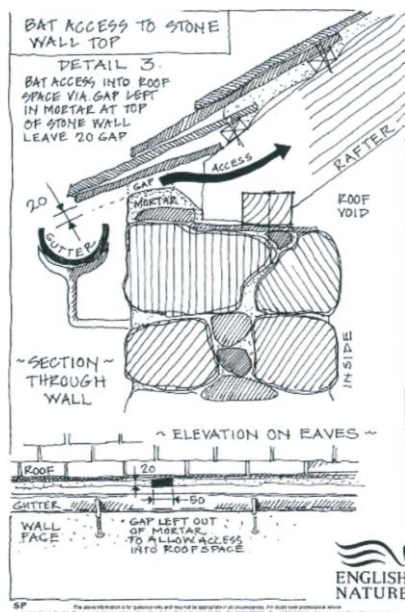 BAT ACCESS TO STONE
WALL TOP
DETAIL 3.
BAT ACCESS INTO ROOF
SPACE VIA GAP LEFT
IN MORTAR AT TOP
OF STONE WALL
LEAVE 20 GAP
ACCESS
GAP
MORTAR
RAFTER
ROOF
VOID
20
GUTTER
~SECTION~
THROUGH
WALL
INSIDE
~ELEVATION ON EAVES~
ROOF
20
50
GUTTER
WALL
FACE
GAP LEFT OUT
OF MORTAR
TO ALLOW ACCESS
INTO ROOFSPACE
ENGLISH
NATURE
SP